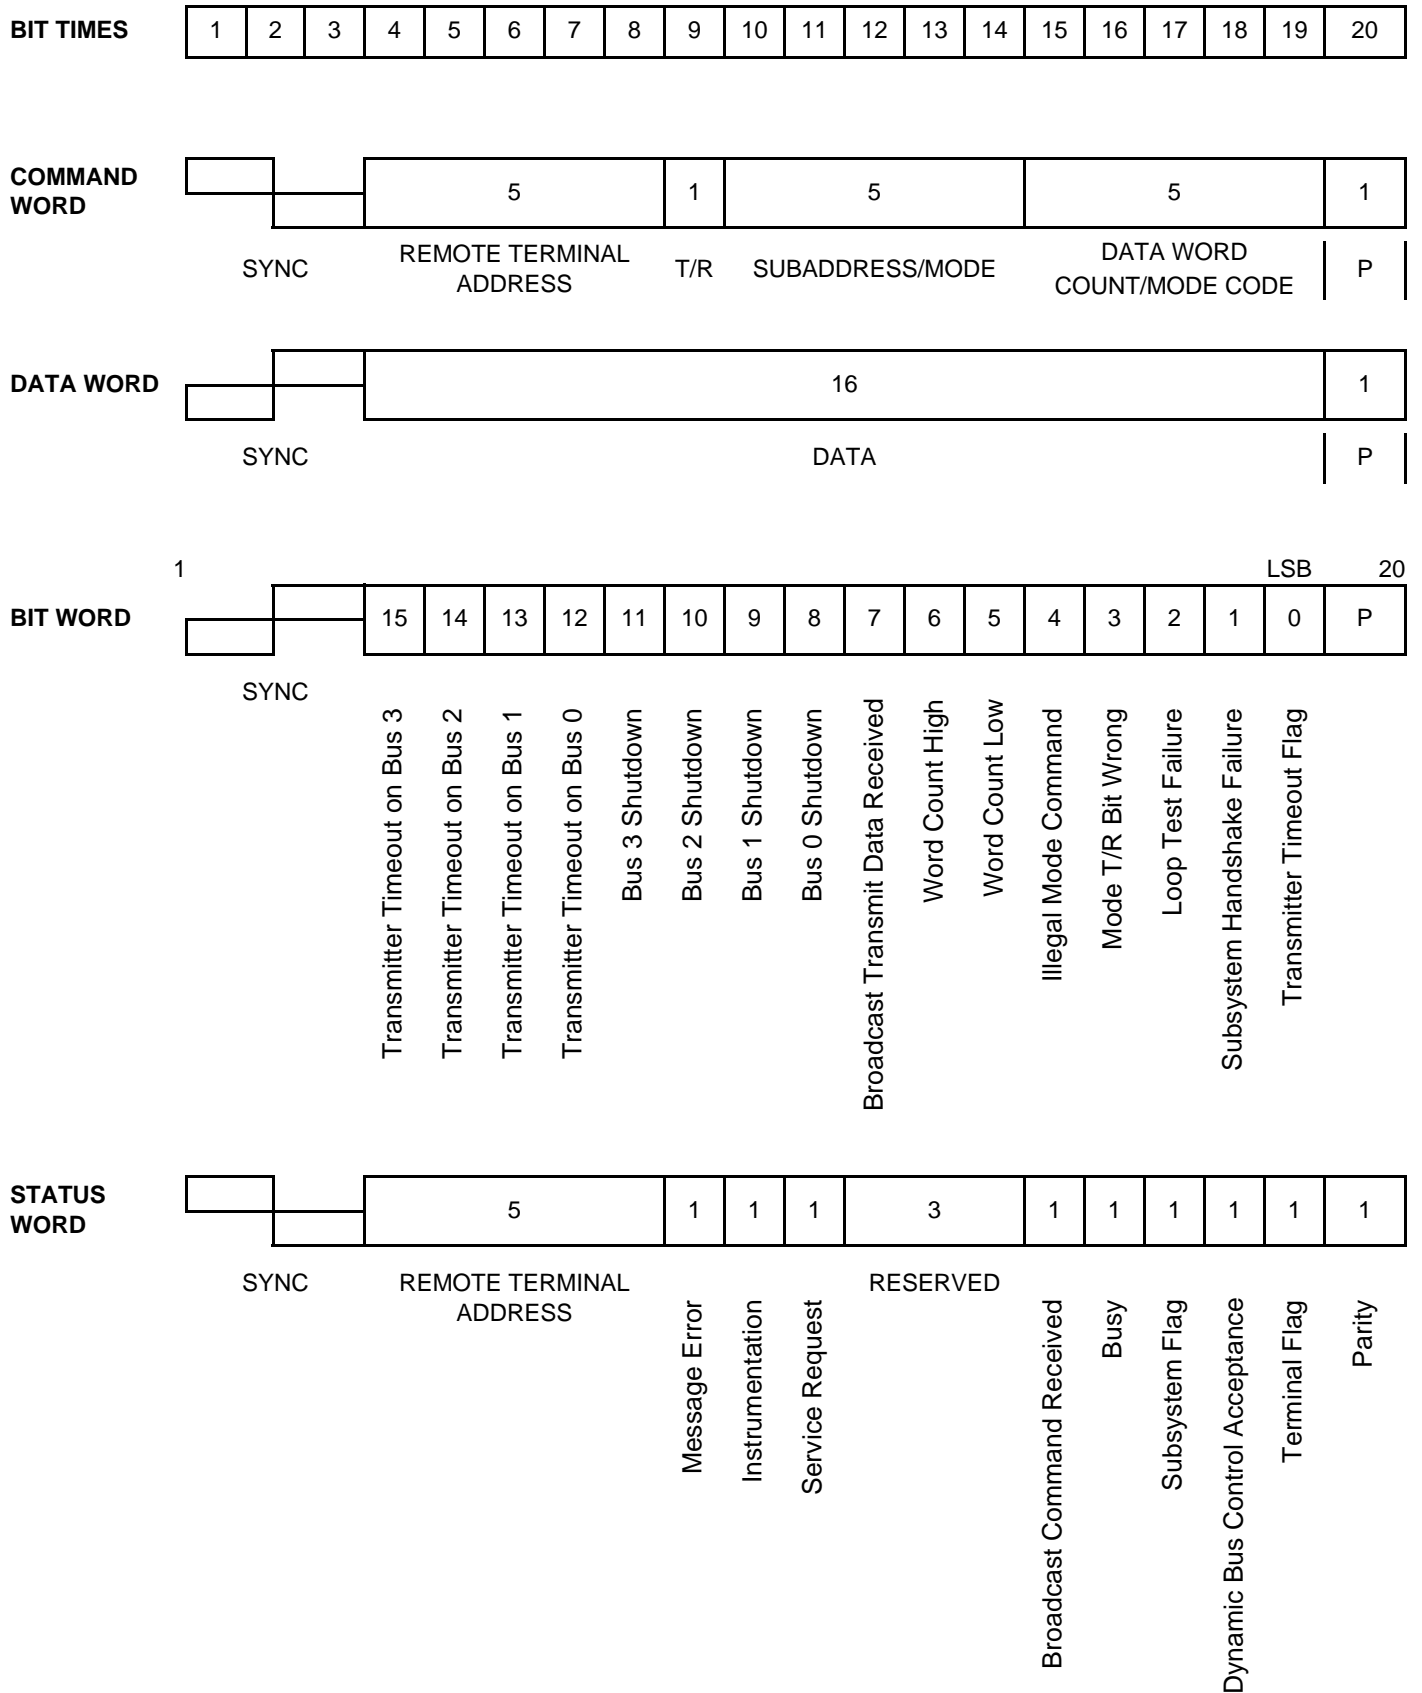 BIT TIMES 1 2 3 4 5 6 7 8 9 10 11 12 13 14 15 16 17 18 19 20
COMMAND
WORD
5 1 5 5 1
SYNC
REMOTE TERMINAL
ADDRESS
T/R
SUBADDRESS/MODE
DATA WORD
COUNT/MODE CODE
P
DATA WORD
16 1
SYNC DATA P
1 LSB 20
BIT WORD 15 14 13 12 11 10 9 8 7 6 5 4 3 2 1 0 P
SYNC
Transmitter Timeout on Bus 3
Transmitter Timeout on Bus 2
Transmitter Timeout on Bus 1
Transmitter Timeout on Bus 0
Bus 3 Shutdown
Bus 2 Shutdown
Bus 1 Shutdown
Bus 0 Shutdown
Broadcast Transmit Data Received
Word Count High
Word Count Low
Illegal Mode Command
Mode T/R Bit Wrong
Loop Test Failure
Subsystem Handshake Failure
Transmitter Timeout Flag
STATUS
WORD
5 1 1 1 3 1 1 1 1 1 1
SYNC
REMOTE TERMINAL
ADDRESS
Message Error
Instrumentation
Service Request
RESERVED
Broadcast Command Received
Busy
Subsystem Flag
Dynamic Bus Control Acceptance
Terminal Flag
Parity